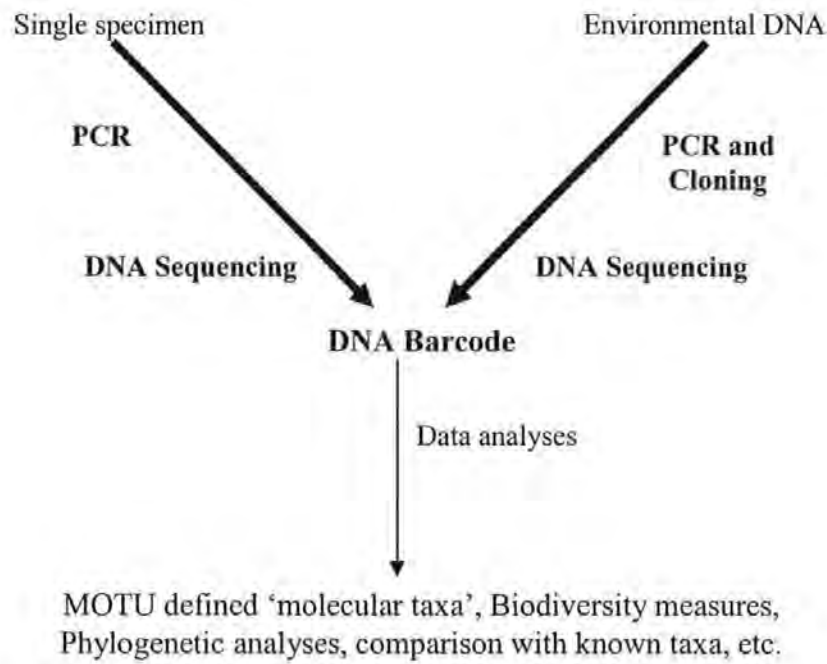 Single specimen
Environmental DNA
PCR
PCR and
Cloning
DNA Sequencing
DNA Sequencing
DNA Barcode
Data analyses
MOTU defined ‘molecular taxa’, Biodiversity measures,
Phylogenetic analyses, comparison with known taxa, etc.